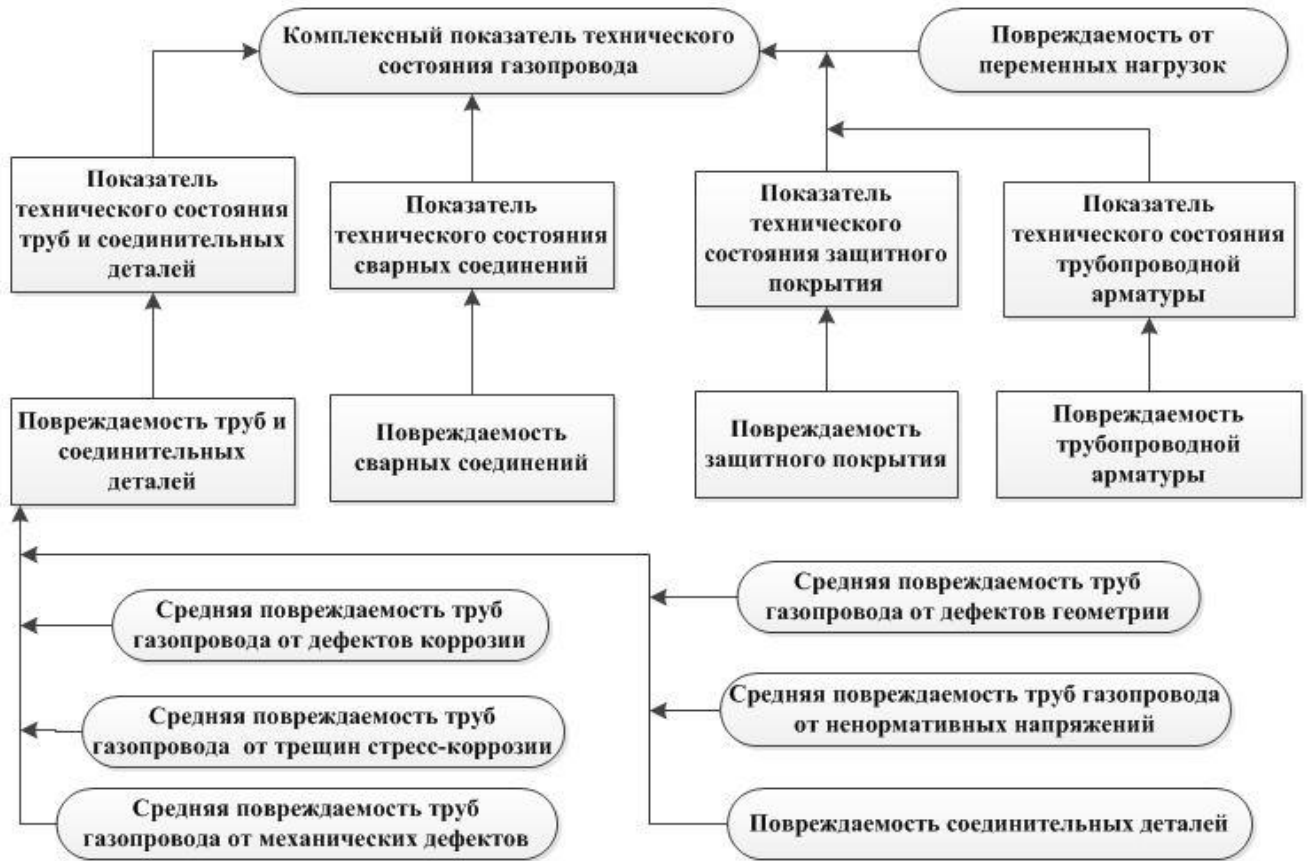 Комплексный показатель технического
состояния газопровода
Повреждаемость от
переменных нагрузок
Показатель
технического состояния
труб и соединительных
деталей
Показатель
технического состояния
сварных соединений
Показатель
технического
состояния защитного
покрытия
Показатель
технического состояния
трубопроводной
арматуры
Повреждаемость труб и
соединительных
деталей
Повреждаемость
сварных соединений
Повреждаемость
защитного покрытия
Повреждаемость
трубопроводной
арматуры
Средняя повреждаемость труб
газопровода от дефектов коррозии
Средняя повреждаемость труб
газопровода от дефектов геометрии
Средняя повреждаемость труб
газопровода от трещин стресс-коррозии
Средняя повреждаемость труб газопровода
от ненормативных напряжений
Средняя повреждаемость труб
газопровода от механических дефектов
Повреждаемость соединительных деталей